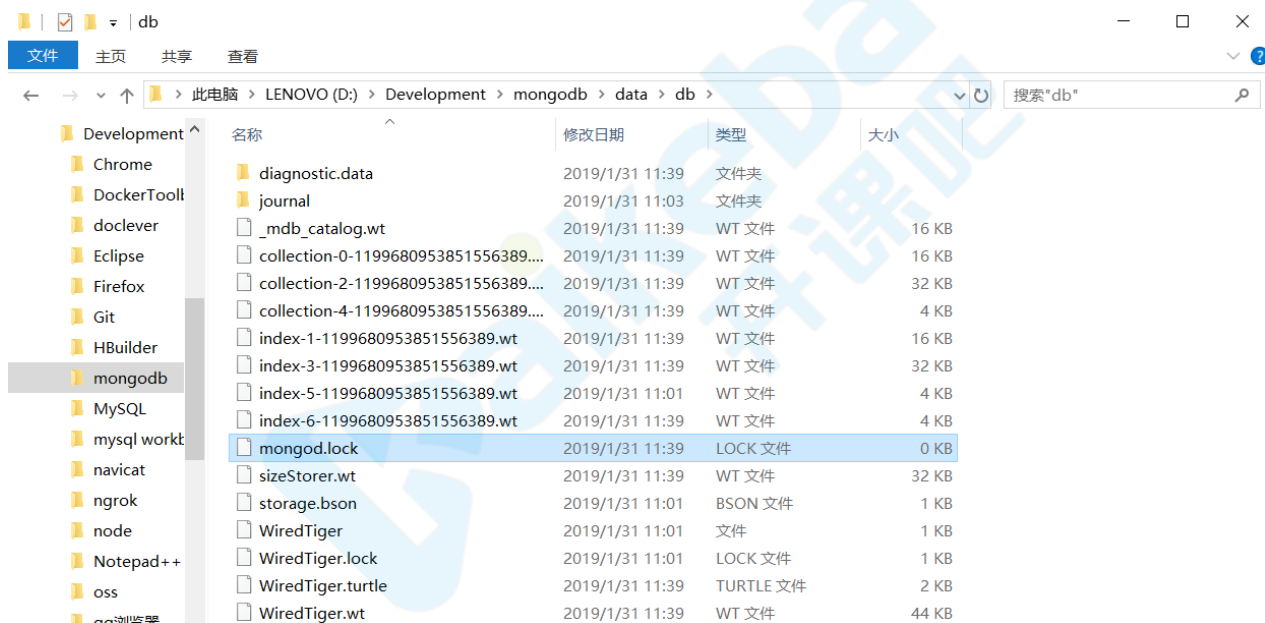 db
文件 主页 共享 查看
此电脑 > LENOVO (D:) > Development > mongodb > data > db > 搜索"db"
Development 名称 修改日期 类型 大小
Chrome diagnostic.data 2019/1/31 11:39 文件夹
DockerToolb journal 2019/1/31 11:03 文件夹
doclever _mdb_catalog.wt 2019/1/31 11:39 WT 文件 16 KB
Eclipse collection-0-1199680953851556389.... 2019/1/31 11:39 WT 文件 16 KB
Firefox collection-2-1199680953851556389.... 2019/1/31 11:39 WT 文件 32 KB
Git collection-4-1199680953851556389.... 2019/1/31 11:39 WT 文件 4 KB
HBuilder index-1-1199680953851556389.wt 2019/1/31 11:39 WT 文件 16 KB
mongodb index-3-1199680953851556389.wt 2019/1/31 11:39 WT 文件 32 KB
MySQL index-5-1199680953851556389.wt 2019/1/31 11:01 WT 文件 4 KB
mysql workb index-6-1199680953851556389.wt 2019/1/31 11:39 WT 文件 4 KB
navicat mongod.lock 2019/1/31 11:39 LOCK 文件 0 KB
ngrok sizeStorer.wt 2019/1/31 11:39 WT 文件 32 KB
node storage.bson 2019/1/31 11:01 BSON 文件 1 KB
Notepad++ WiredTiger 2019/1/31 11:01 文件 1 KB
oss WiredTiger.lock 2019/1/31 11:01 LOCK 文件 1 KB
qq浏览器 WiredTiger.turtle 2019/1/31 11:39 TURTLE 文件 2 KB
WiredTiger.wt 2019/1/31 11:39 WT 文件 44 KB
kaikeba
开课吧